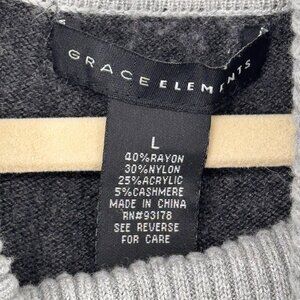 GRACE ELEMENTS
L
40%RAYON
30%NYLON
25%ACRYLIC
5%CASHMERE
MADE IN CHINA
RN#93178
SEE REVERSE
FOR CARE